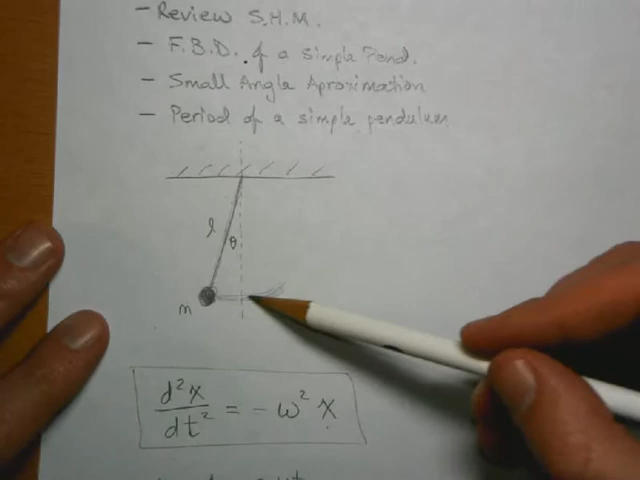 - Review S.H.M.
- F.B.D. of a simple Pend.
- Small Angle Aproximation
- Period of a simple pendulum
l
θ
m
d²x/dt² = - ω² x